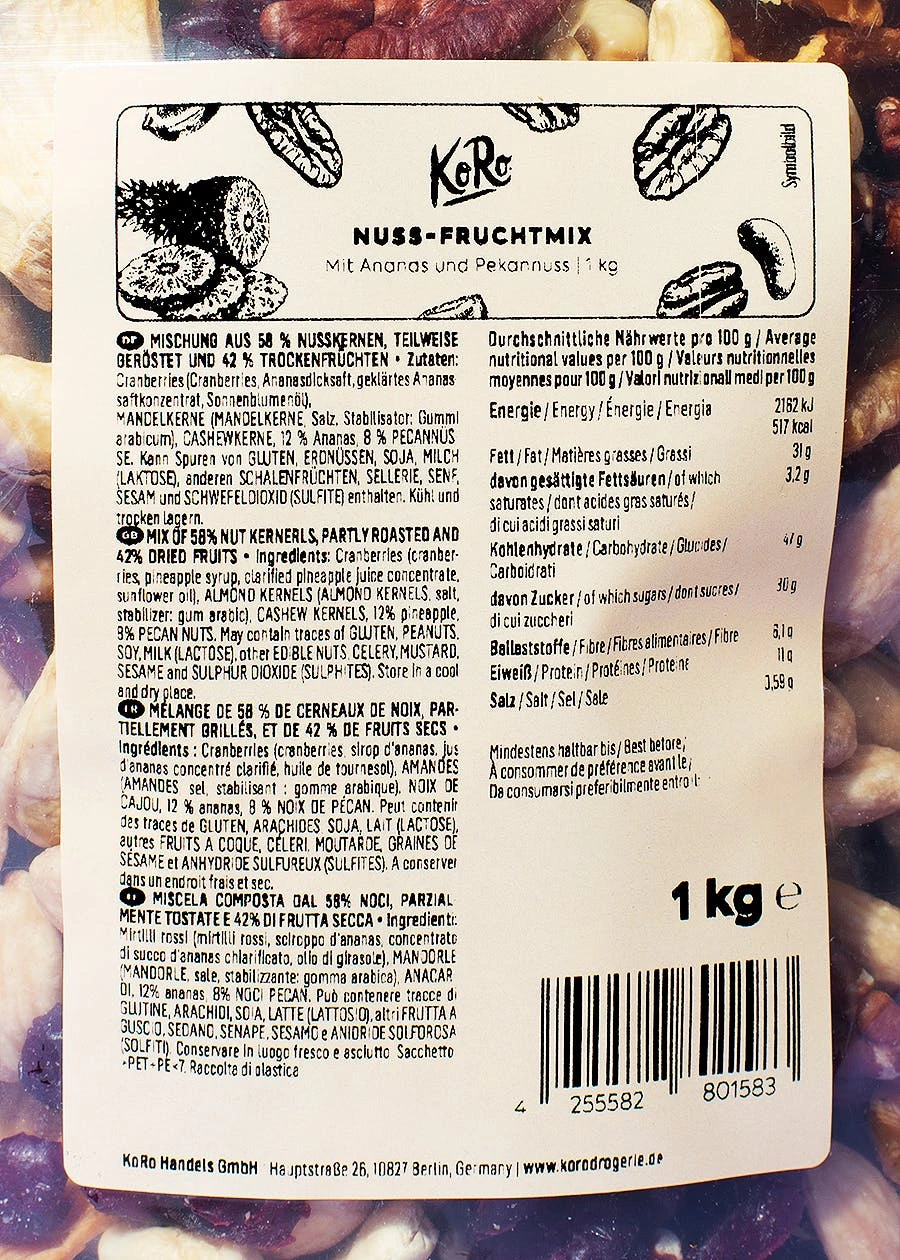 KoRo
Symbolbild
NUSS-FRUCHTMIX
Mit Ananas und Pekannuss | 1 kg
DE MISCHUNG AUS 58 % NUSSKERNEN, TEILWEISE
GERÖSTET UND 42 % TROCKENFRÜCHTEN • Zutaten:
Cranberries (Cranberries, Ananasdicksaft, geklärtes Ananas-
saftkonzentrat, Sonnenblumenöl),
MANDELKERNE (MANDELKERNE, Salz, Stabilisator: Gummi
arabicum), CASHEWKERNE, 12 % Ananas, 8 % PECANNÜS-
SE. Kann Spuren von GLUTEN, ERDNÜSSEN, SOJA, MILCH
(LAKTOSE), anderen SCHALENFRÜCHTEN, SELLERIE, SENF,
SESAM und SCHWEFELDIOXID (SULFITE) enthalten. Kühl und
trocken lagern.
GB MIX OF 58% NUT KERNERLS, PARTLY ROASTED AND
42% DRIED FRUITS • Ingredients: Cranberries (cranber-
ries, pineapple syrup, clarified pineapple juice concentrate,
sunflower oil), ALMOND KERNELS (ALMOND KERNELS, salt,
stabilizer: gum arabic), CASHEW KERNELS, 12% pineapple,
8% PECAN NUTS. May contain traces of GLUTEN, PEANUTS,
SOY, MILK (LACTOSE), other EDIBLE NUTS, CELERY, MUSTARD,
SESAME and SULPHUR DIOXIDE (SULPHITES). Store in a cool
and dry place.
FR MÉLANGE DE 58 % DE CERNEAUX DE NOIX, PAR-
TIELLEMENT GRILLÉS, ET DE 42 % DE FRUITS SECS •
Ingrédients : Cranberries (cranberries, sirop d'ananas, jus
d'ananas concentré clarifié, huile de tournesol), AMANDES
(AMANDES, sel, stabilisant : gomme arabique), NOIX DE
CAJOU, 12 % ananas, 8 % NOIX DE PÉCAN. Peut contenir
des traces de GLUTEN, ARACHIDES, SOJA, LAIT (LACTOSE),
autres FRUITS A COQUE, CÉLERI, MOUTARDE, GRAINES DE
SÉSAME et ANHYDRIDE SULFUREUX (SULFITES). A conserver
dans un endroit frais et sec.
IT MISCELA COMPOSTA DAL 58% NOCI, PARZIAL-
MENTE TOSTATE E 42% DI FRUTTA SECCA • Ingredienti:
Mirtilli rossi (mirtilli rossi, sciroppo d'ananas, concentrato
di succo d'ananas chiarificato, olio di girasole), MANDORLE
(MANDORLE, sale, stabilizzante: gomma arabica), ANACAR-
DI, 12% ananas, 8% NOCI PECAN. Può contenere tracce di
GLUTINE, ARACHIDI, SOIA, LATTE (LATTOSIO), altri FRUTTA A
GUSCIO, SEDANO, SENAPE, SESAMO e ANIDRIDE SOLFOROSA
(SOLFITI). Conservare in luogo fresco e asciutto. Sacchetto
>PET+PE<7, Raccolta di plastica
Durchschnittliche Nährwerte pro 100 g / Average
nutritional values per 100 g / Valeurs nutritionnelles
moyennes pour 100 g / Valori nutrizionali medi per 100 g
Energie / Energy / Énergie / Energia 2162 kJ
517 kcal
Fett / Fat / Matières grasses / Grassi 31 g
davon gesättigte Fettsäuren / of which 3,2 g
saturates / dont acides gras saturés /
di cui acidi grassi saturi
Kohlenhydrate / Carbohydrate / Glucides / 47 g
Carboidrati
davon Zucker / of which sugars / dont sucres / 30 g
di cui zuccheri
Ballaststoffe / Fibre / Fibres alimentaires / Fibre 6,1 g
Eiweiß / Protein / Protéines / Proteine 11 g
Salz / Salt / Sel / Sale 0,59 g
Mindestens haltbar bis / Best before /
À consommer de préférence avant le /
Da consumarsi preferibilmente entro il:
1 kg e
4 255582 801583
KoRo Handels GmbH Hauptstraße 26, 10827 Berlin, Germany | www.korodrogerie.de